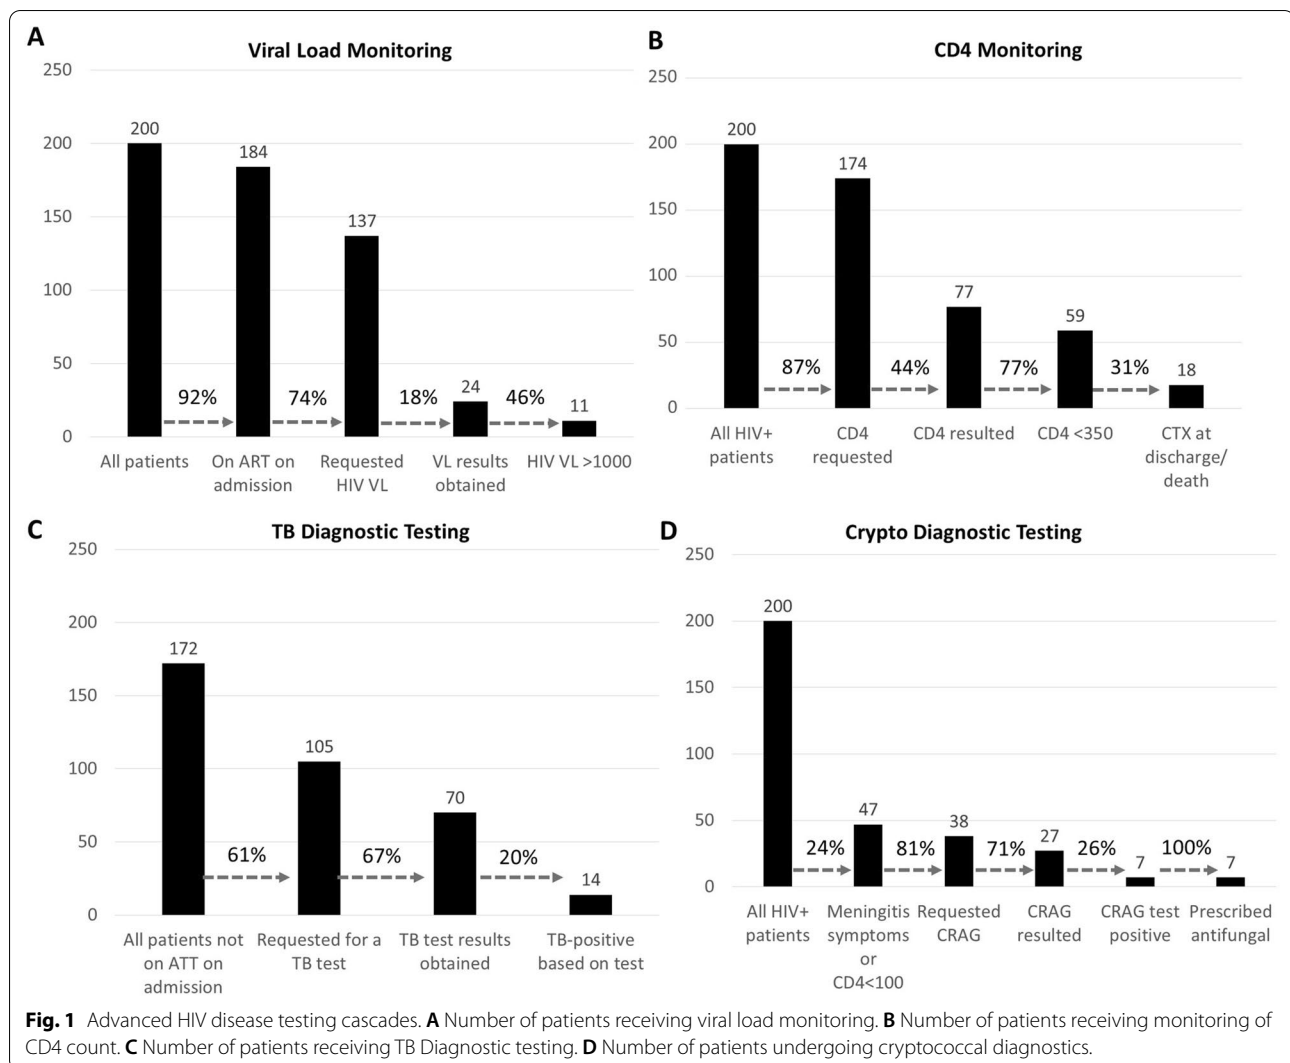 A
Viral Load Monitoring
250
200
150
100
50
0
200
184
137
24
11
92%
74%
18%
46%
All patients
On ART on
admission
Requested
HIV VL
VL results
obtained
HIV VL >1000
B
CD4 Monitoring
250
200
150
100
50
0
200
174
77
59
18
87%
44%
77%
31%
All HIV+
patients
CD4
requested
CD4 resulted
CD4 <350
CTX at
discharge/
death
C
TB Diagnostic Testing
250
200
150
100
50
0
172
105
70
14
61%
67%
20%
All patients not
on ATT on
admission
Requested for a
TB test
TB test results
obtained
TB-positive
based on test
D
Crypto Diagnostic Testing
250
200
150
100
50
0
200
47
38
27
7
7
24%
81%
71%
26%
100%
All HIV+
patients
Meningitis
symptoms
or
CD4<100
Requested
CRAG
CRAG
resulted
CRAG test
positive
Prescribed
antifungal
Fig. 1 Advanced HIV disease testing cascades. A Number of patients receiving viral load monitoring. B Number of patients receiving monitoring of
CD4 count. C Number of patients receiving TB Diagnostic testing. D Number of patients undergoing cryptococcal diagnostics.